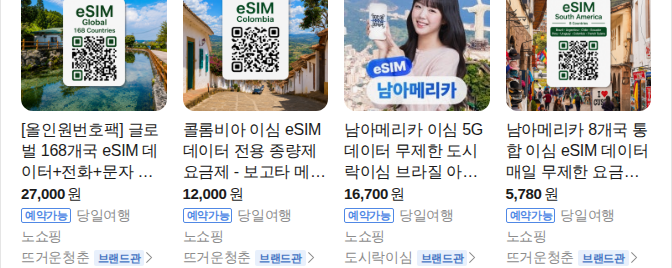 eSIM
Global
168 Countries
[올인원번호팩] 글로
벌 168개국 eSIM 데
이터+전화+문자 ...
27,000원
예약가능 당일여행
노쇼핑
뜨거운청춘 브랜드관
eSIM
Colombia
콜롬비아 이심 eSIM
데이터 전용 종량제
요금제 - 보고타 메...
12,000원
예약가능 당일여행
노쇼핑
뜨거운청춘 브랜드관
eSIM
남아메리카
남아메리카 이심 5G
데이터 무제한 도시
락이심 브라질 아...
16,700원
예약가능 당일여행
노쇼핑
도시락이심 브랜드관
eSIM
South America
8 Countries
I
CUS
남아메리카 8개국 통
합 이심 eSIM 데이터
매일 무제한 요금...
5,780원
예약가능 당일여행
노쇼핑
뜨거운청춘 브랜드관